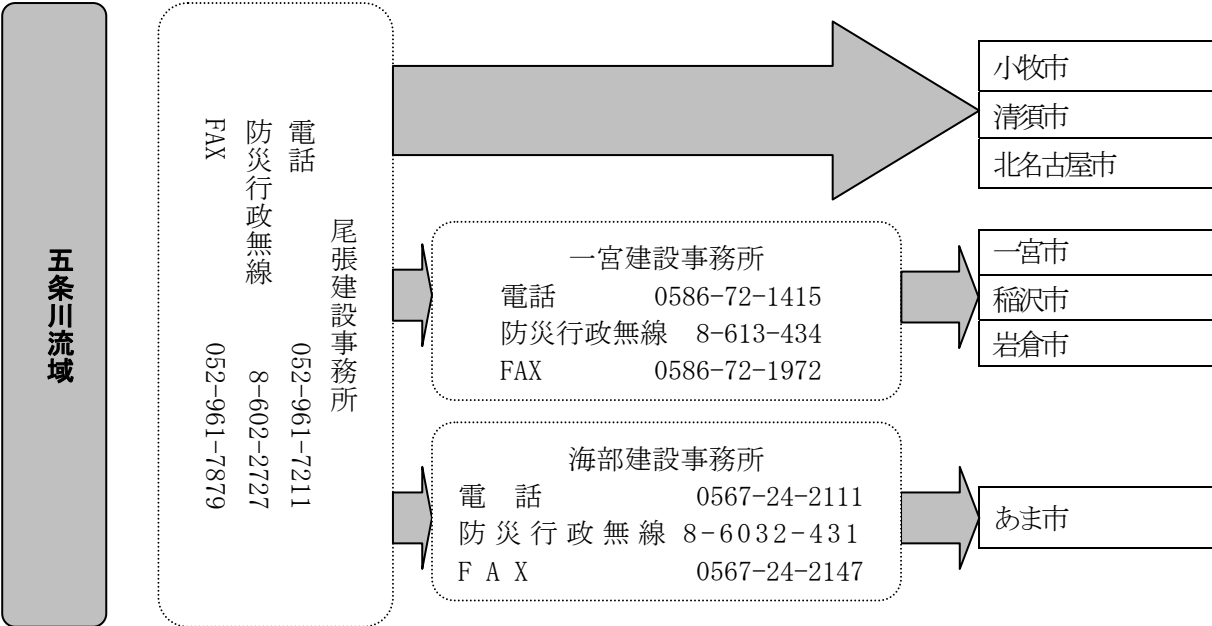 五条川流域
尾張建設事務所
電話 052-961-7211
防災行政無線 8-602-2727
FAX 052-961-7879
小牧市
清須市
北名古屋市
一宮建設事務所
電話 0586-72-1415
防災行政無線 8-613-434
FAX 0586-72-1972
一宮市
稲沢市
岩倉市
海部建設事務所
電 話 0567-24-2111
防災行政無線 8-6032-431
FAX 0567-24-2147
あま市